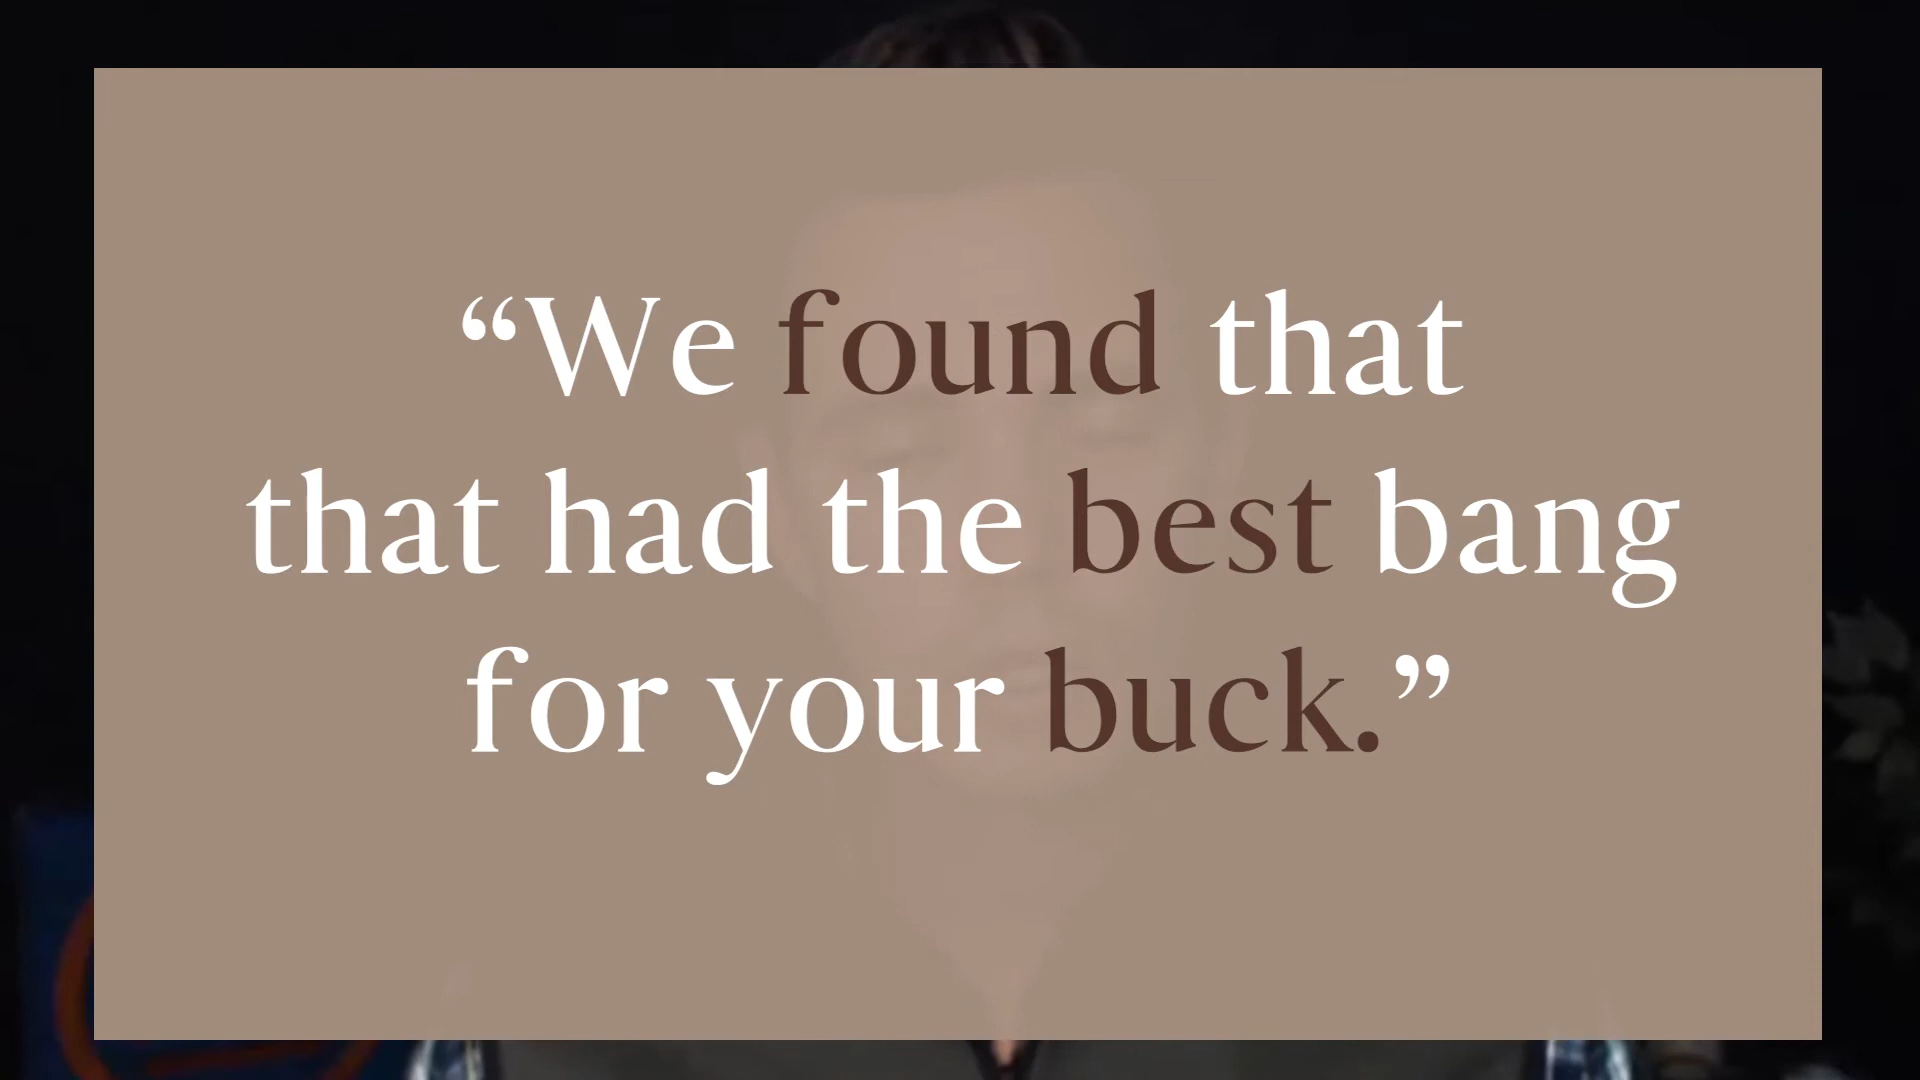 “We found that
that had the best bang
for your buck.”